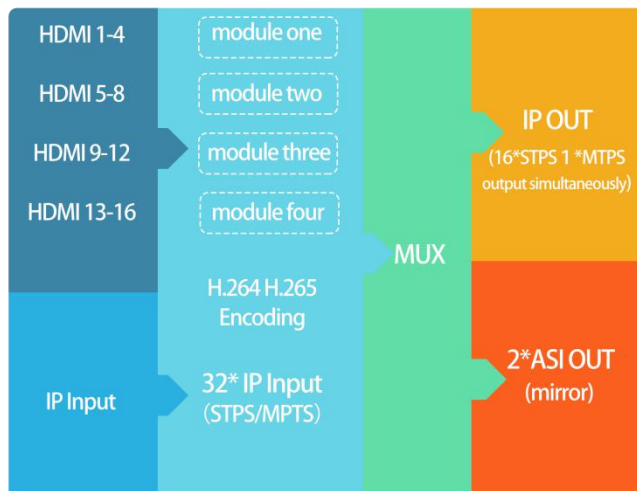 HDMI 1-4
HDMI 5-8
HDMI 9-12
HDMI 13-16
IP Input
module one
module two
module three
module four
H.264 H.265
Encoding
32* IP Input
(STPS/MPTS)
MUX
IP OUT
(16*STPS 1 *MTPS
output simultaneously)
2*ASI OUT
(mirror)